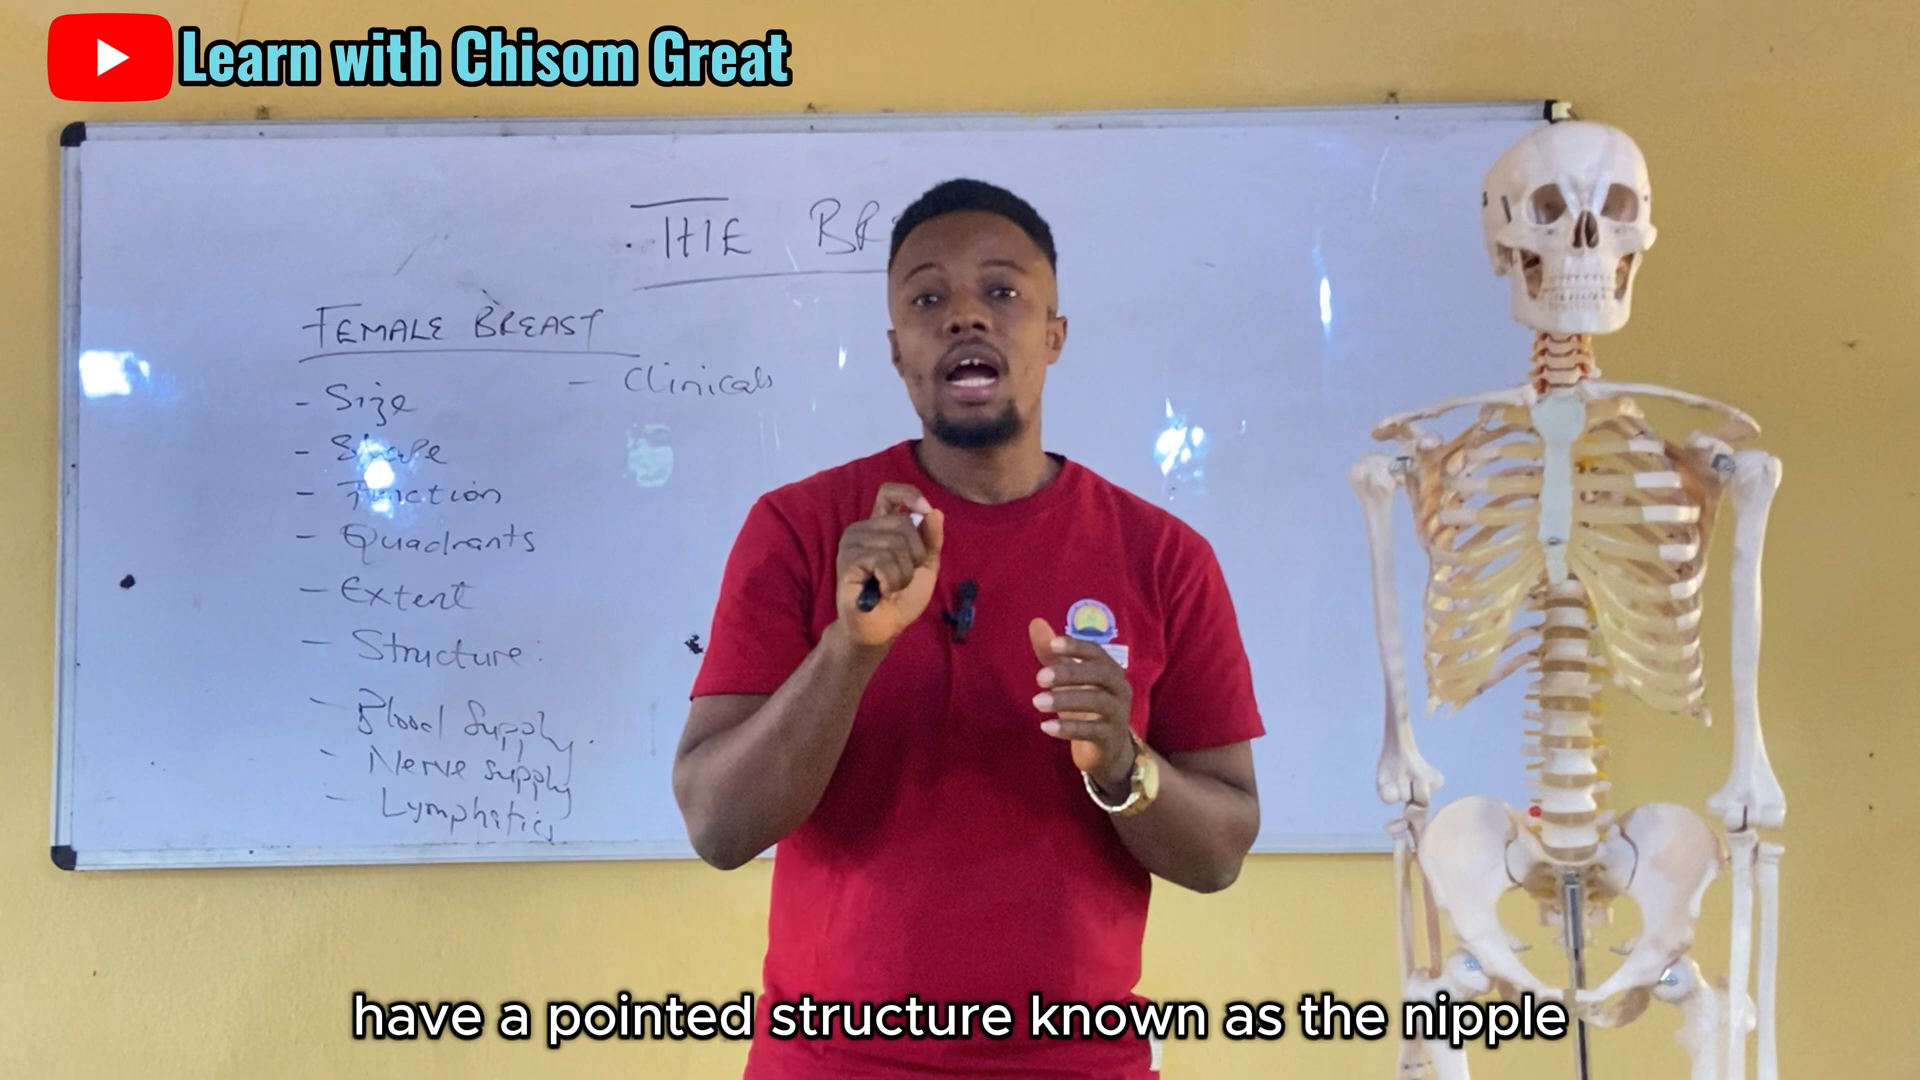 Learn with Chisom Great
THE BR
FEMALE BREAST
- Size
- Clinicals
- Shape
- Function
- Quadrants
- Extent
- Structure:
- Blood Supply.
- Nerve supply
- Lymphatics
have a pointed structure known as the nipple